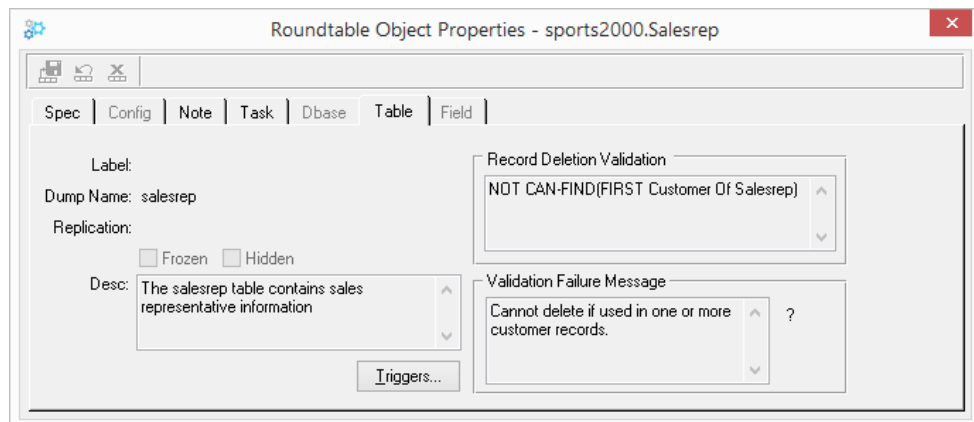 Roundtable Object Properties - sports2000.Salesrep
Spec Config Note Task Dbase Table Field
Label:
Dump Name: salesrep
Replication:
Frozen Hidden
Desc: The salesrep table contains sales
representative information
Triggers...
Record Deletion Validation
NOT CAN-FIND(FIRST Customer Of Salesrep)
Validation Failure Message
Cannot delete if used in one or more ?
customer records.